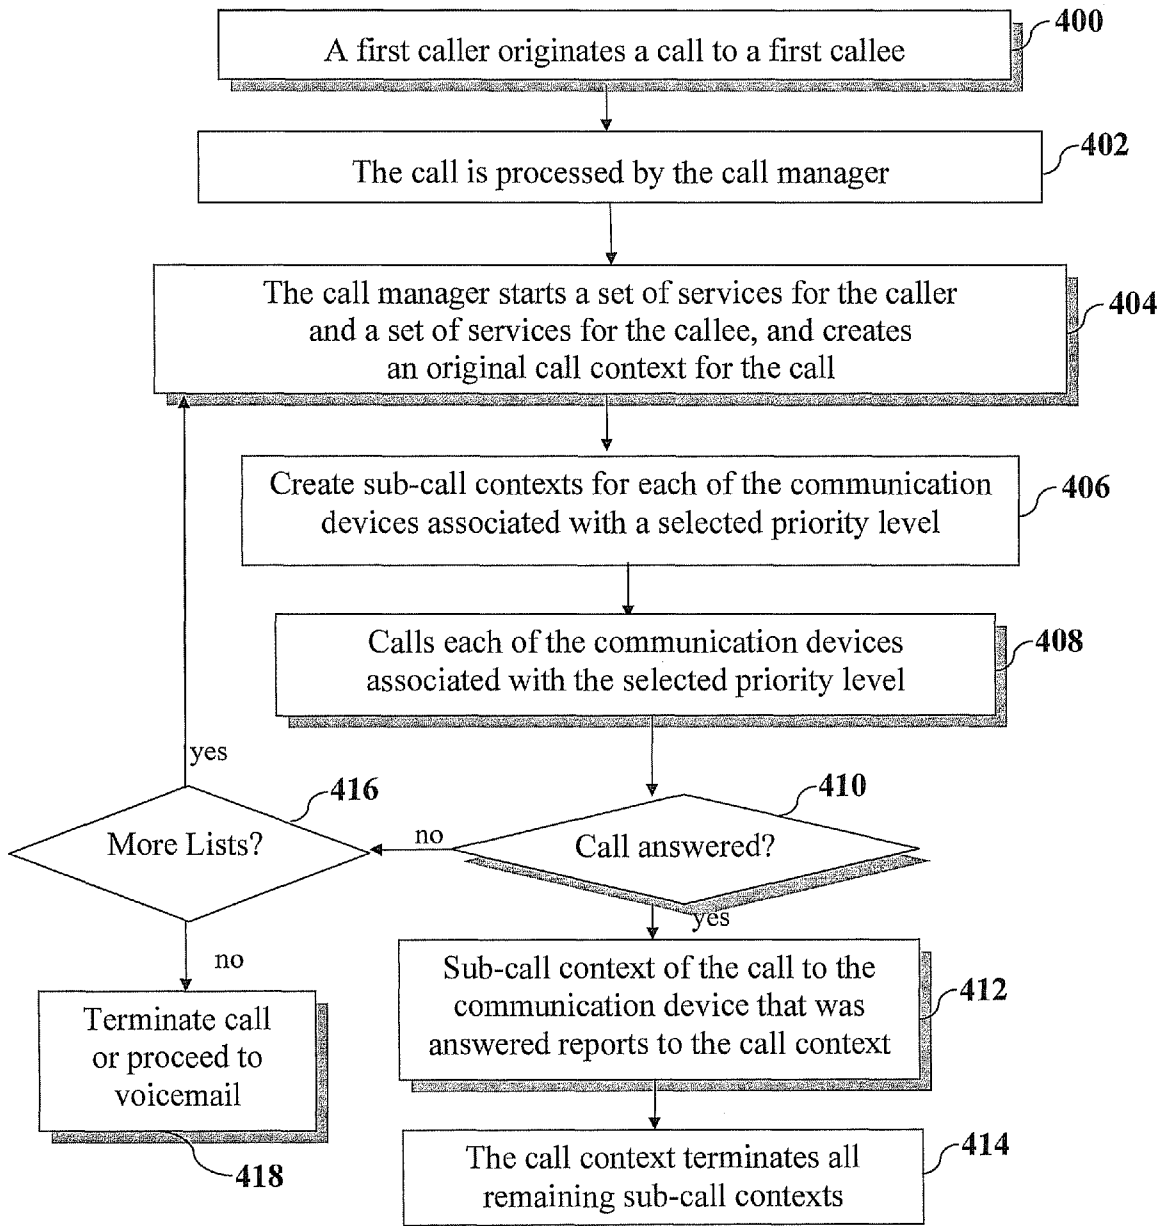 A first caller originates a call to a first callee
400
The call is processed by the call manager
402
The call manager starts a set of services for the caller
and a set of services for the callee, and creates
an original call context for the call
404
Create sub-call contexts for each of the communication
devices associated with a selected priority level
406
Calls each of the communication devices
associated with the selected priority level
408
yes
416
More Lists?
no
410
Call answered?
yes
no
Terminate call
or proceed to
voicemail
418
Sub-call context of the call to the
communication device that was
answered reports to the call context
412
The call context terminates all
remaining sub-call contexts
414